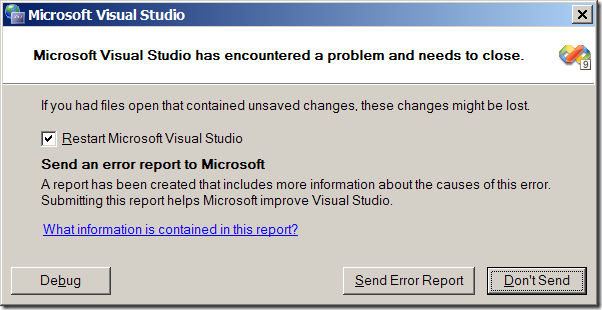 Microsoft Visual Studio
Microsoft Visual Studio has encountered a problem and needs to close.
9
If you had files open that contained unsaved changes, these changes might be lost.
Restart Microsoft Visual Studio
Send an error report to Microsoft
A report has been created that includes more information about the causes of this error.
Submitting this report helps Microsoft improve Visual Studio.
What information is contained in this report?
Debug
Send Error Report
Don't Send